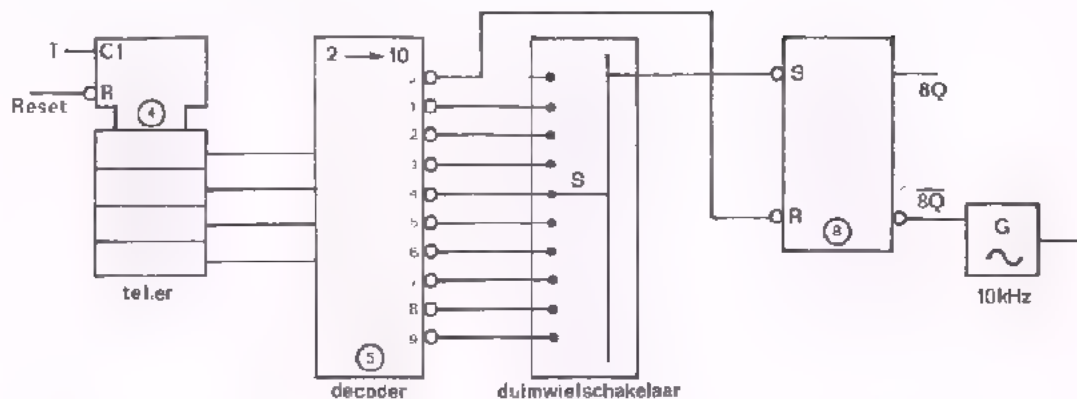 T C1
Reset R
4
teller
2 → 10
0
1
2
3
4
5
6
7
8
9
5
decoder
S
duimwielschakelaar
S 8Q
R 8Q
8
G
10kHz